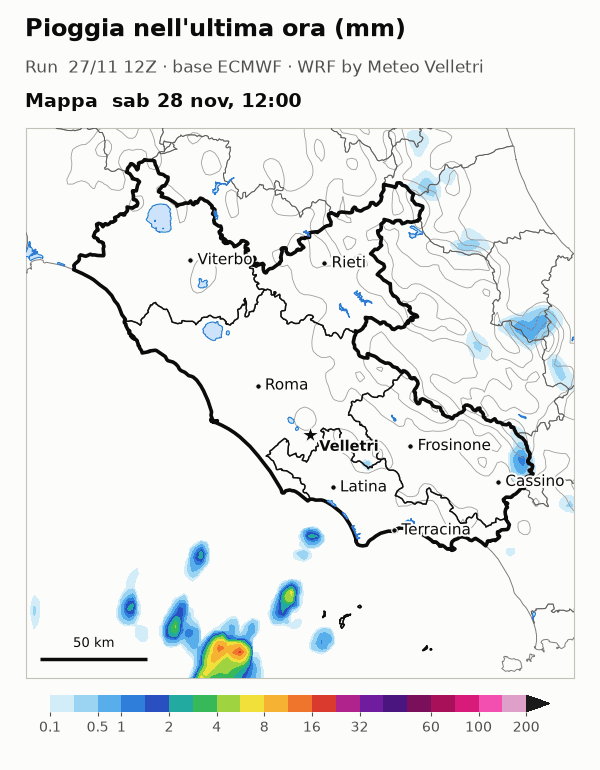 Pioggia nell'ultima ora (mm)
Run 27/11 12Z · base ECMWF · WRF by Meteo Velletri
Mappa sab 28 nov, 12:00
Viterbo
Rieti
Roma
Velletri
Frosinone
Cassino
Latina
Terracina
50 km
0.1 0.5 1 2 4 8 16 32 60 100 200